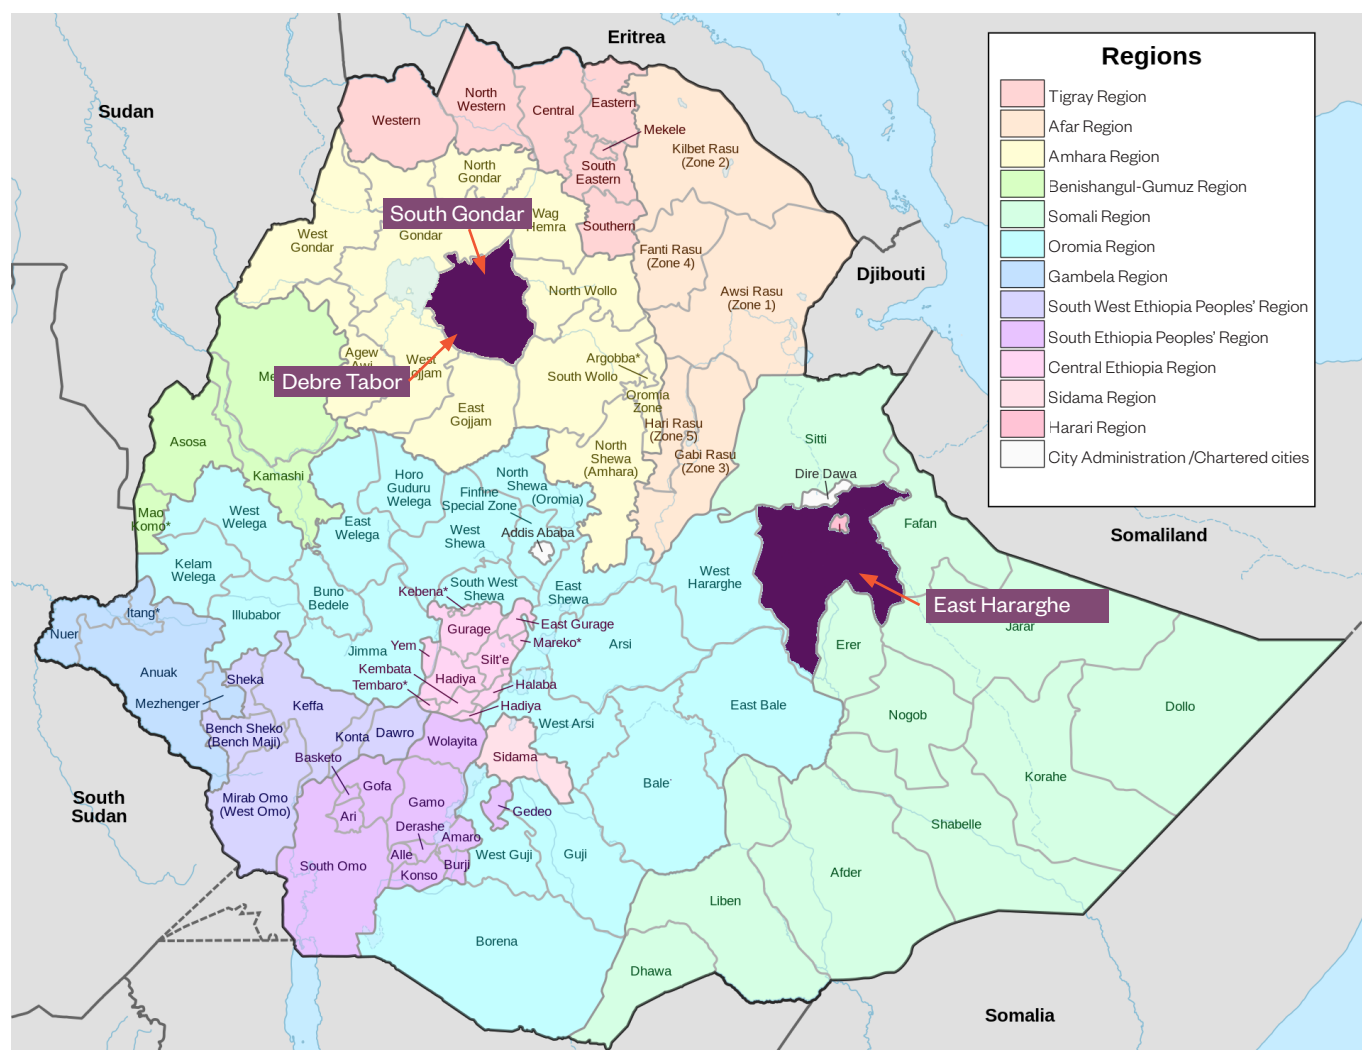 Eritrea
Sudan
Regions
Tigray Region
Afar Region
Amhara Region
Benishangul-Gumuz Region
Somali Region
Oromia Region
Gambela Region
South West Ethiopia Peoples' Region
South Ethiopia Peoples' Region
Central Ethiopia Region
Sidama Region
Harari Region
City Administration /Chartered cities
North
Western
Western
Central
Eastern
Mekele
Kilbet Rasu
(Zone 2)
South
Eastern
North
Gondar
South Gondar
Wag
Hemra
Southern
West
Gondar
Gondar
Fanti Rasu
(Zone 4)
Djibouti
Awsi Rasu
(Zone 1)
North Wollo
Agew
Awi
West
Gojjam
Debre Tabor
Me
Argobba*
South Wollo
Oromia
Zone
East
Gojjam
Hari Rasu
(Zone 5)
Gabi Rasu
(Zone 3)
Sitti
Asosa
North
Shewa
(Amhara)
Dire Dawa
Kamashi
Horo
Guduru
Welega
North
Shewa
(Oromia)
Finfine
Special Zone
Mao
Komo*
West
Welega
East
Welega
West
Shewa
Addis Ababa
Fafan
Somaliland
Kelam
Welega
Buno
Bedele
South West
Shewa
Kebena*
East
Shewa
West
Hararghe
East Hararghe
Itang*
Illubabor
Nuer
Gurage
East Gurage
Mareko*
Arsi
Erer
Jarar
Jimma
Yem
Silt'e
Kembata
Tembaro*
Hadiya
Halaba
Hadiya
Anuak
Sheka
Mezhenger
Keffa
West Arsi
East Bale
Nogob
Dollo
Bench Sheko
(Bench Maji)
Konta
Dawro
Wolayita
Basketo
Sidama
Gofa
Bale
Korahe
South
Sudan
Mirab Omo
(West Omo)
Ari
Gamo
Gedeo
Derashe
Amaro
Shabelle
Alle
Burji
West Guji
Guji
South Omo
Konso
Afder
Liben
Borena
Dhawa
Somalia